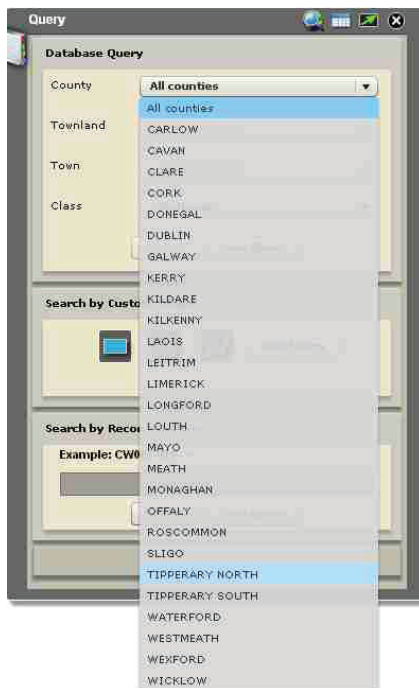 Query
Database Query
County
All counties
All counties
Townland
CARLOW
CAVAN
Town
CLARE
CORK
Class
DONEGAL
DUBLIN
GALWAY
KERRY
KILDARE
Search by Custo
KILKENNY
LAOIS
LEITRIM
LIMERICK
LONGFORD
Search by Recor
LOUTH
MAYO
Example: CW0
MEATH
MONAGHAN
OFFALY
ROSCOMMON
SLIGO
TIPPERARY NORTH
TIPPERARY SOUTH
WATERFORD
WESTMEATH
WEXFORD
WICKLOW